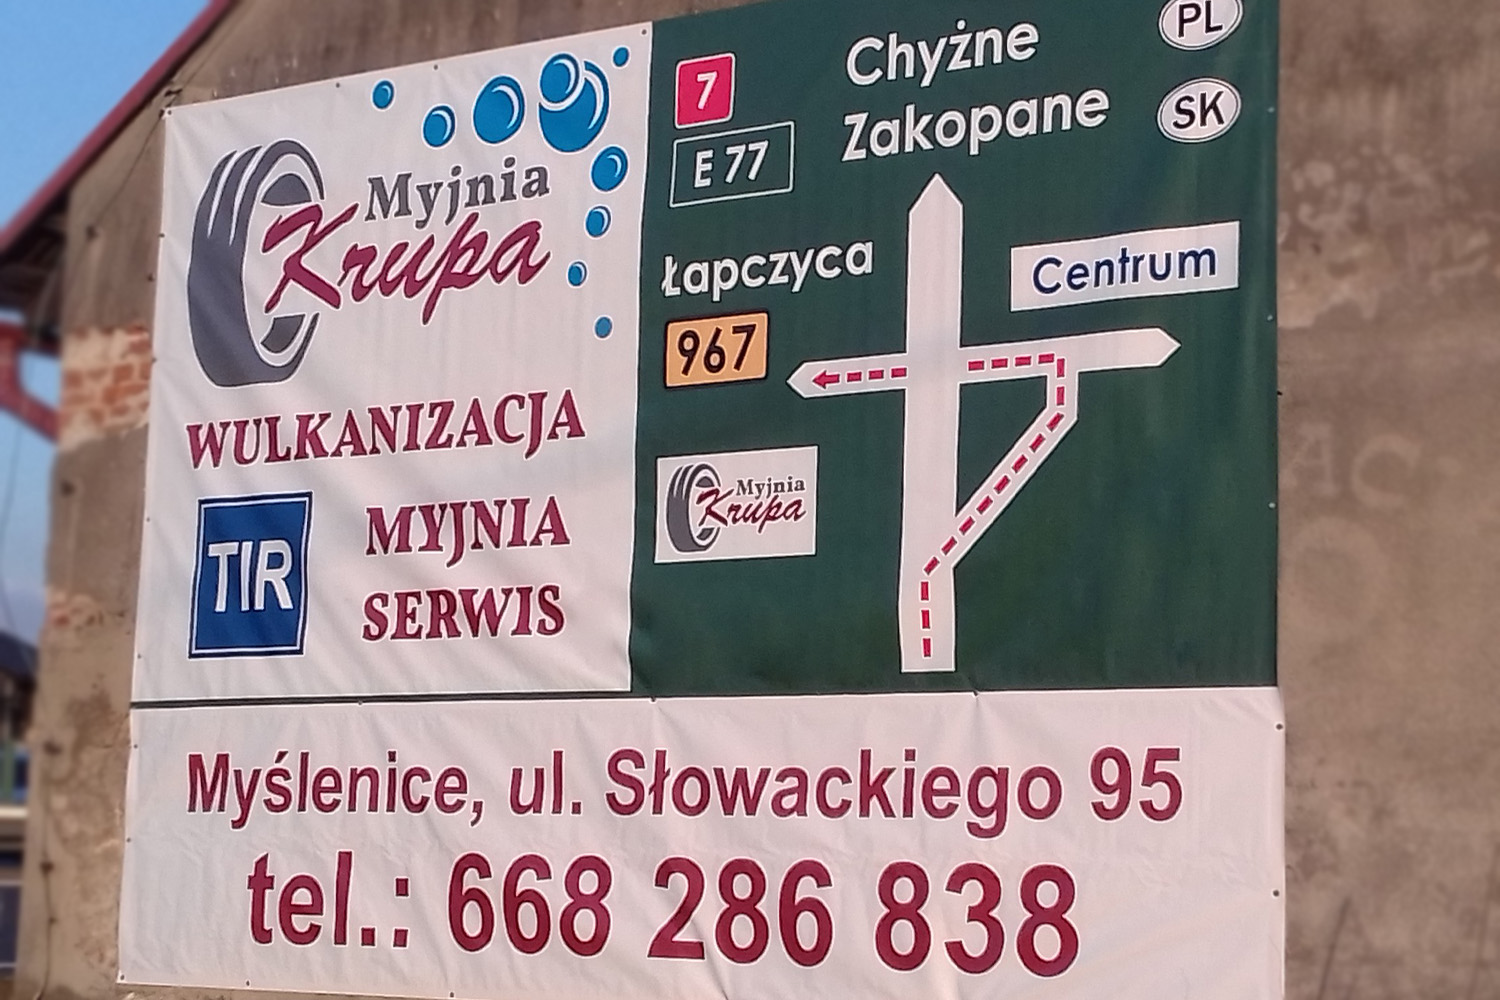 Myjnia
Krupa
WULKANIZACJA
TIR
MYJNIA
SERWIS
7
E 77
Chyżne
Zakopane
PL
SK
Łapczyca
967
Centrum
Myjnia
Krupa
Myślenice, ul. Słowackiego 95
tel.: 668 286 838